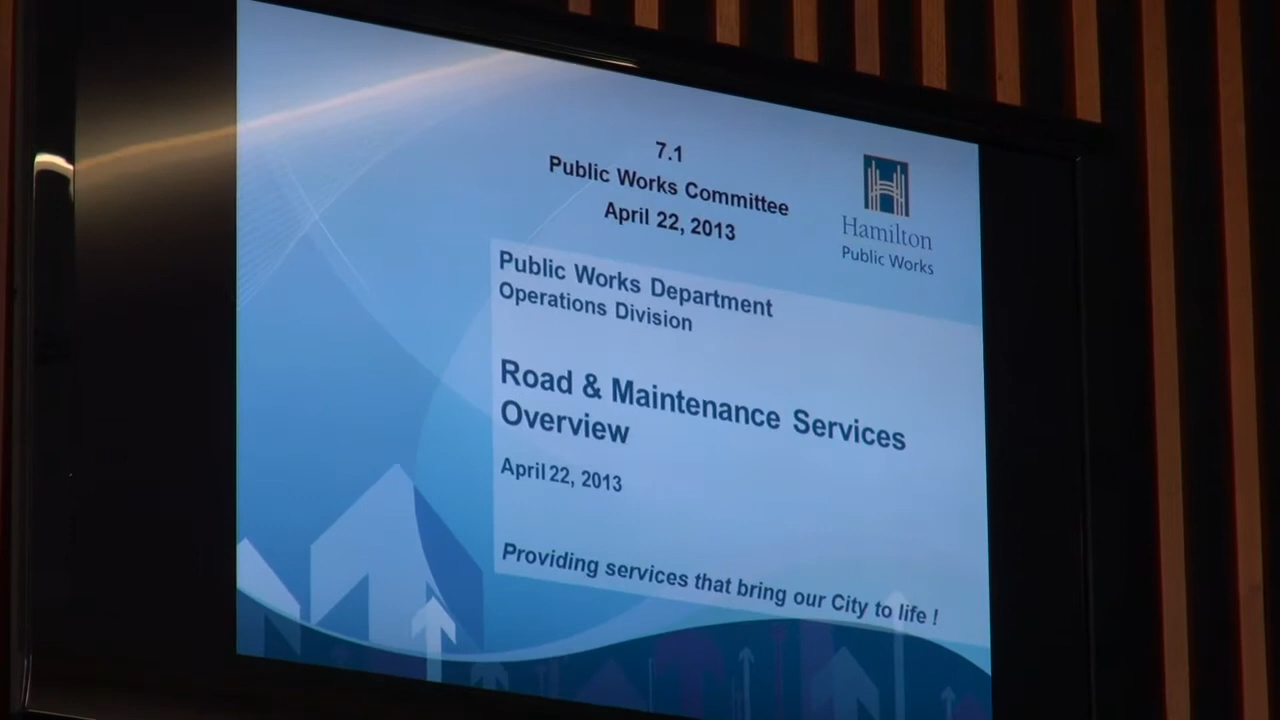 7.1
Public Works Committee
April 22, 2013
Hamilton
Public Works
Public Works Department
Operations Division
Road & Maintenance Services
Overview
April 22, 2013
Providing services that bring our City to life !